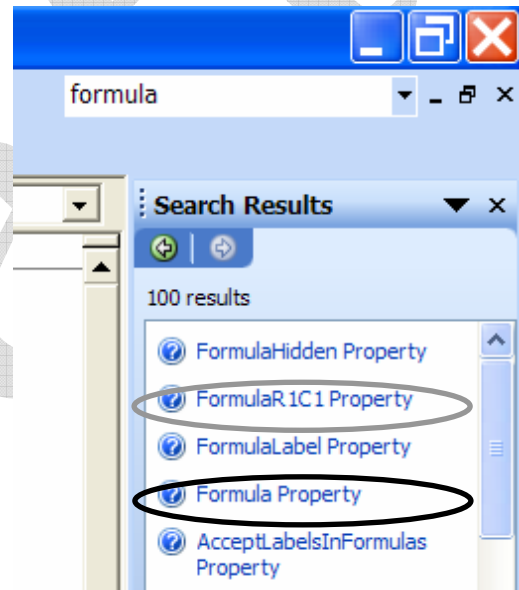 formula
Search Results
100 results
FormulaHidden Property
FormulaR1C1 Property
FormulaLabel Property
Formula Property
AcceptLabelsInFormulas
Property